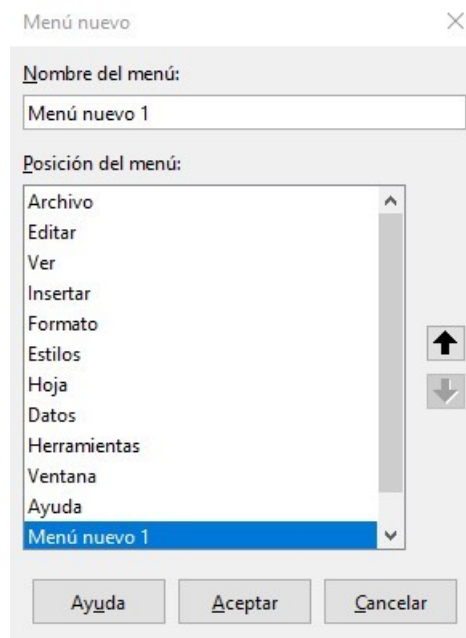 Menú nuevo
Nombre del menú:
Menú nuevo 1
Posición del menú:
Archivo
Editar
Ver
Insertar
Formato
Estilos
Hoja
Datos
Herramientas
Ventana
Ayuda
Menú nuevo 1
Ayuda Aceptar Cancelar